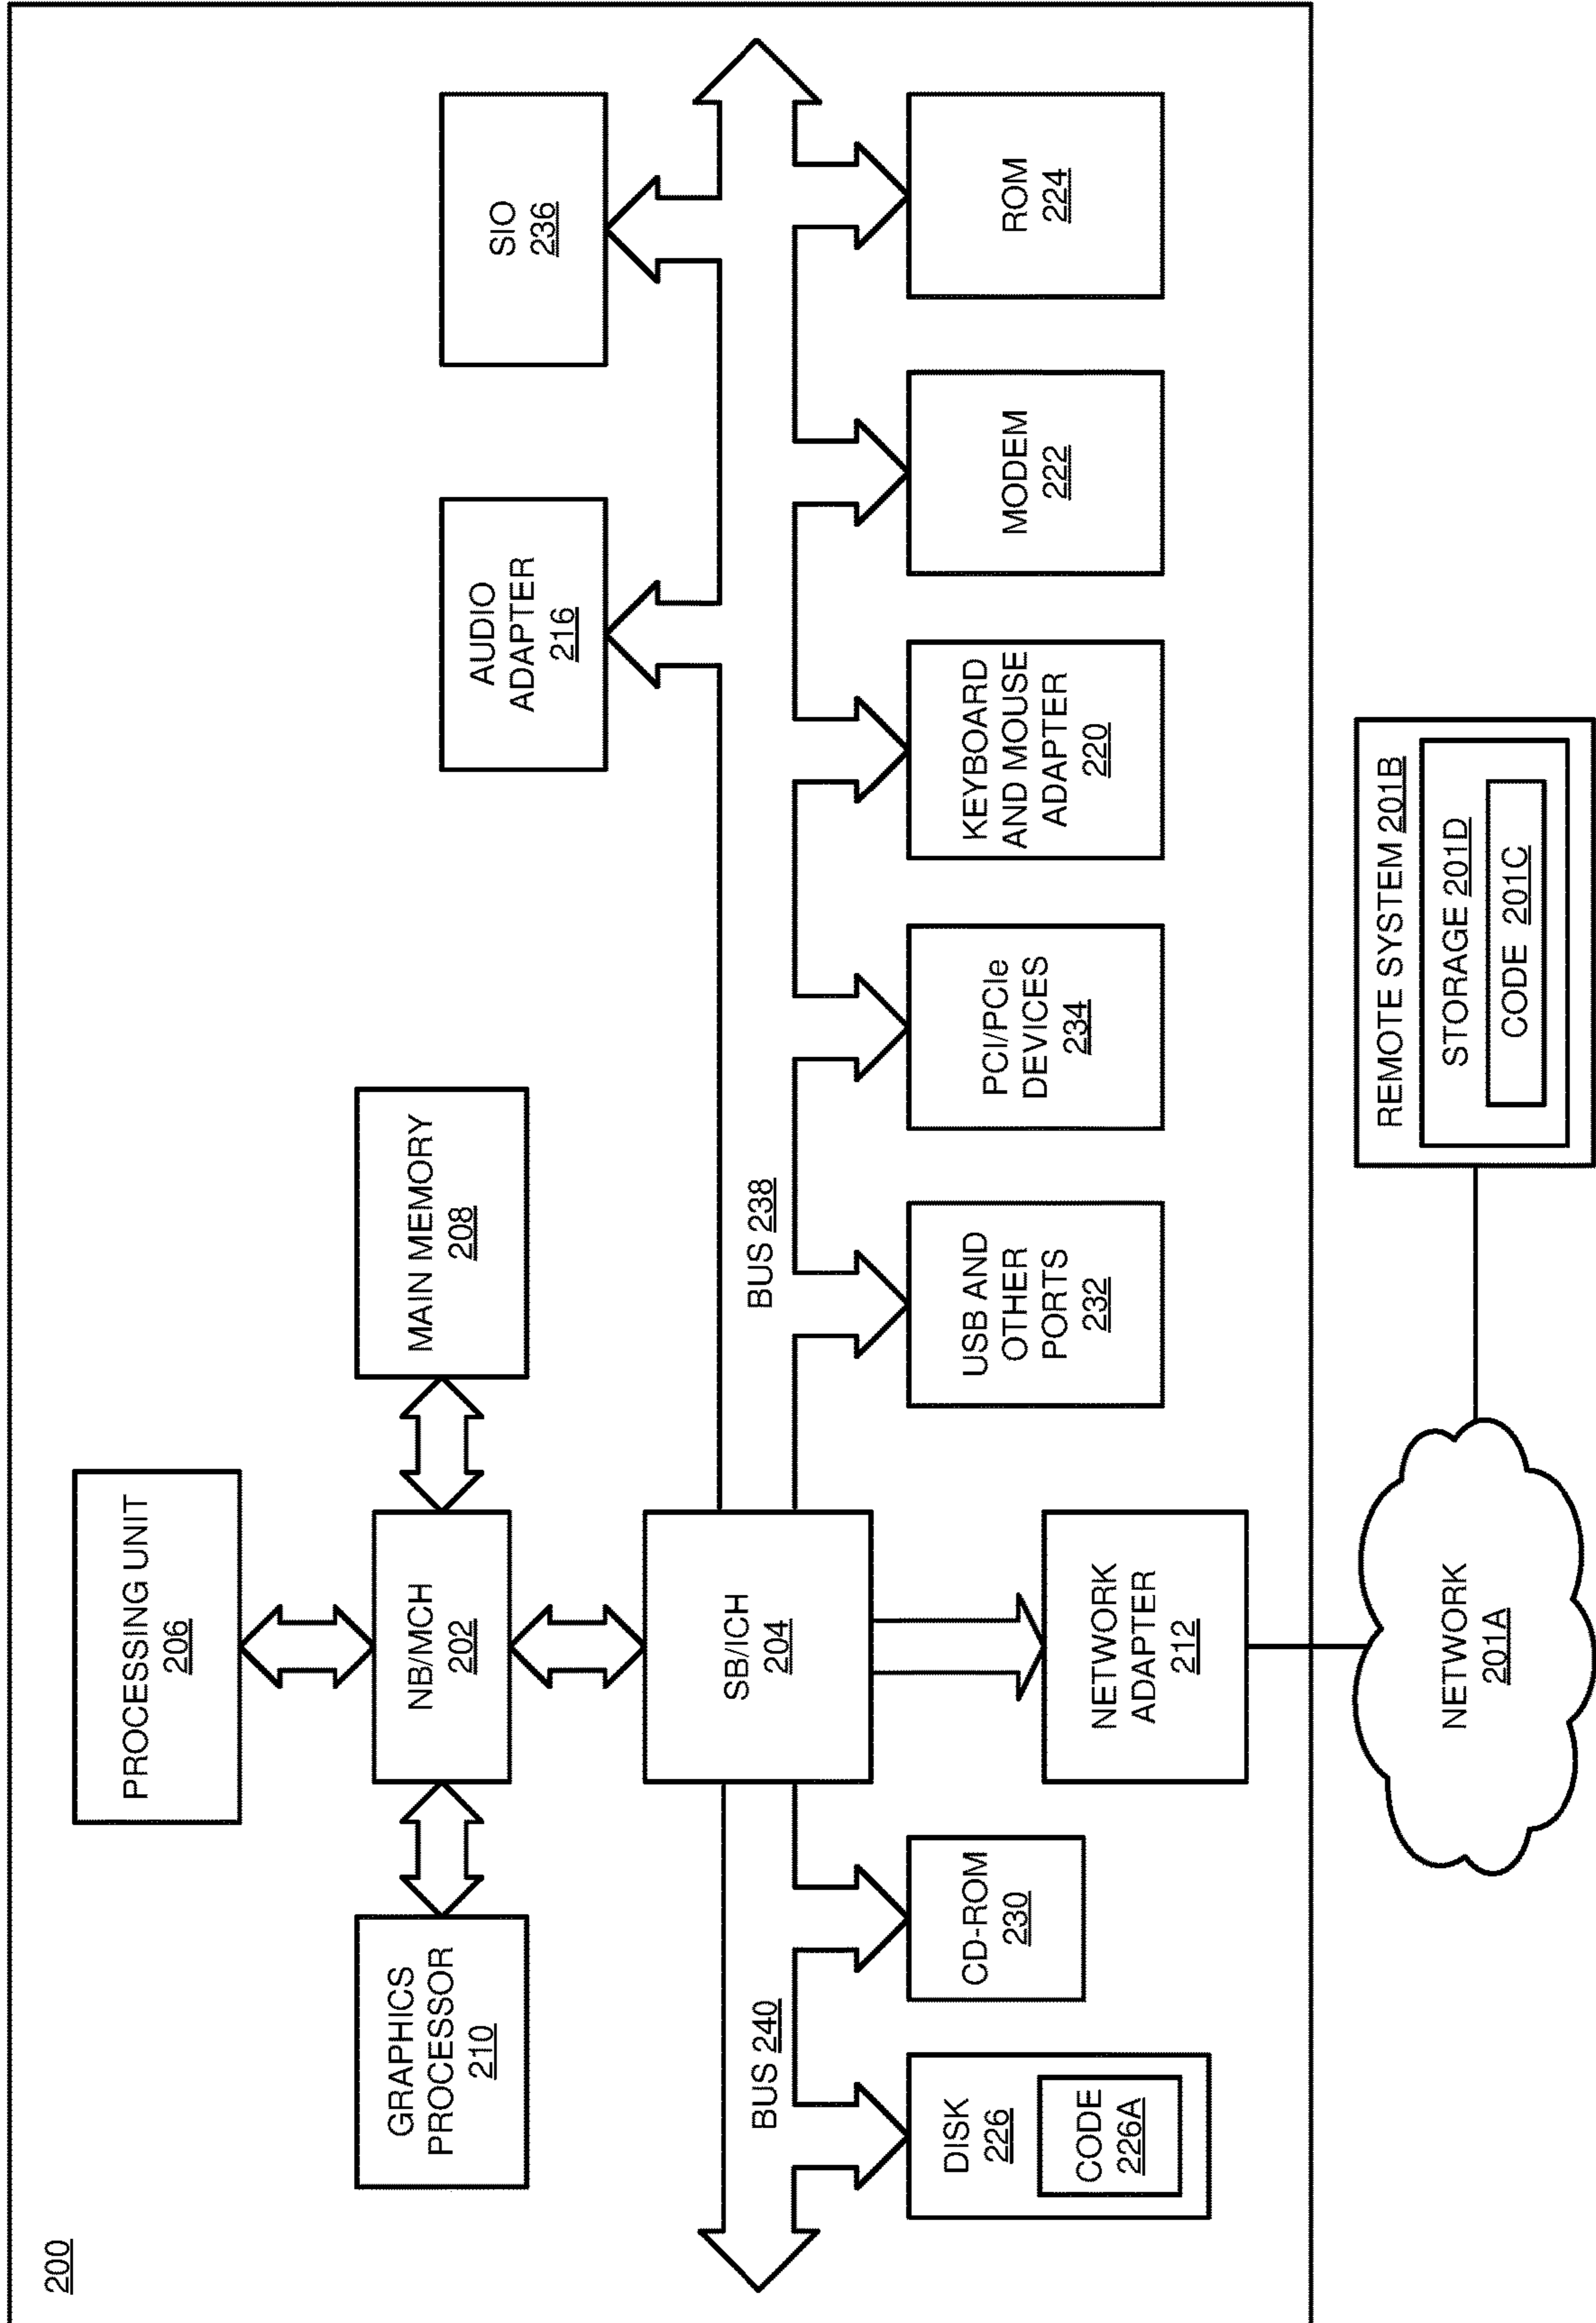 200
PROCESSING UNIT
206
GRAPHICS
PROCESSOR
210
NB/MCH
202
MAIN MEMORY
208
AUDIO
ADAPTER
216
SIO
236
SB/ICH
204
BUS 240
BUS 238
DISK
226
CODE
226A
CD-ROM
230
NETWORK
ADAPTER
212
USB AND
OTHER
PORTS
232
PCI/PCIe
DEVICES
234
KEYBOARD
AND MOUSE
ADAPTER
220
MODEM
222
ROM
224
NETWORK
201A
REMOTE SYSTEM 201B
STORAGE 201D
CODE 201C